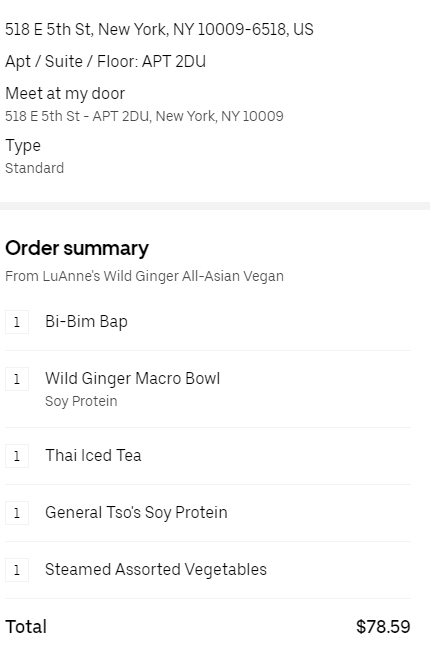 518 E 5th St, New York, NY 10009-6518, US
Apt / Suite / Floor: APT 2DU
Meet at my door
518 E 5th St - APT 2DU, New York, NY 10009
Type
Standard
Order summary
From LuAnne's Wild Ginger All-Asian Vegan
1 Bi-Bim Bap
1 Wild Ginger Macro Bowl
Soy Protein
1 Thai Iced Tea
1 General Tso's Soy Protein
1 Steamed Assorted Vegetables
Total $78.59